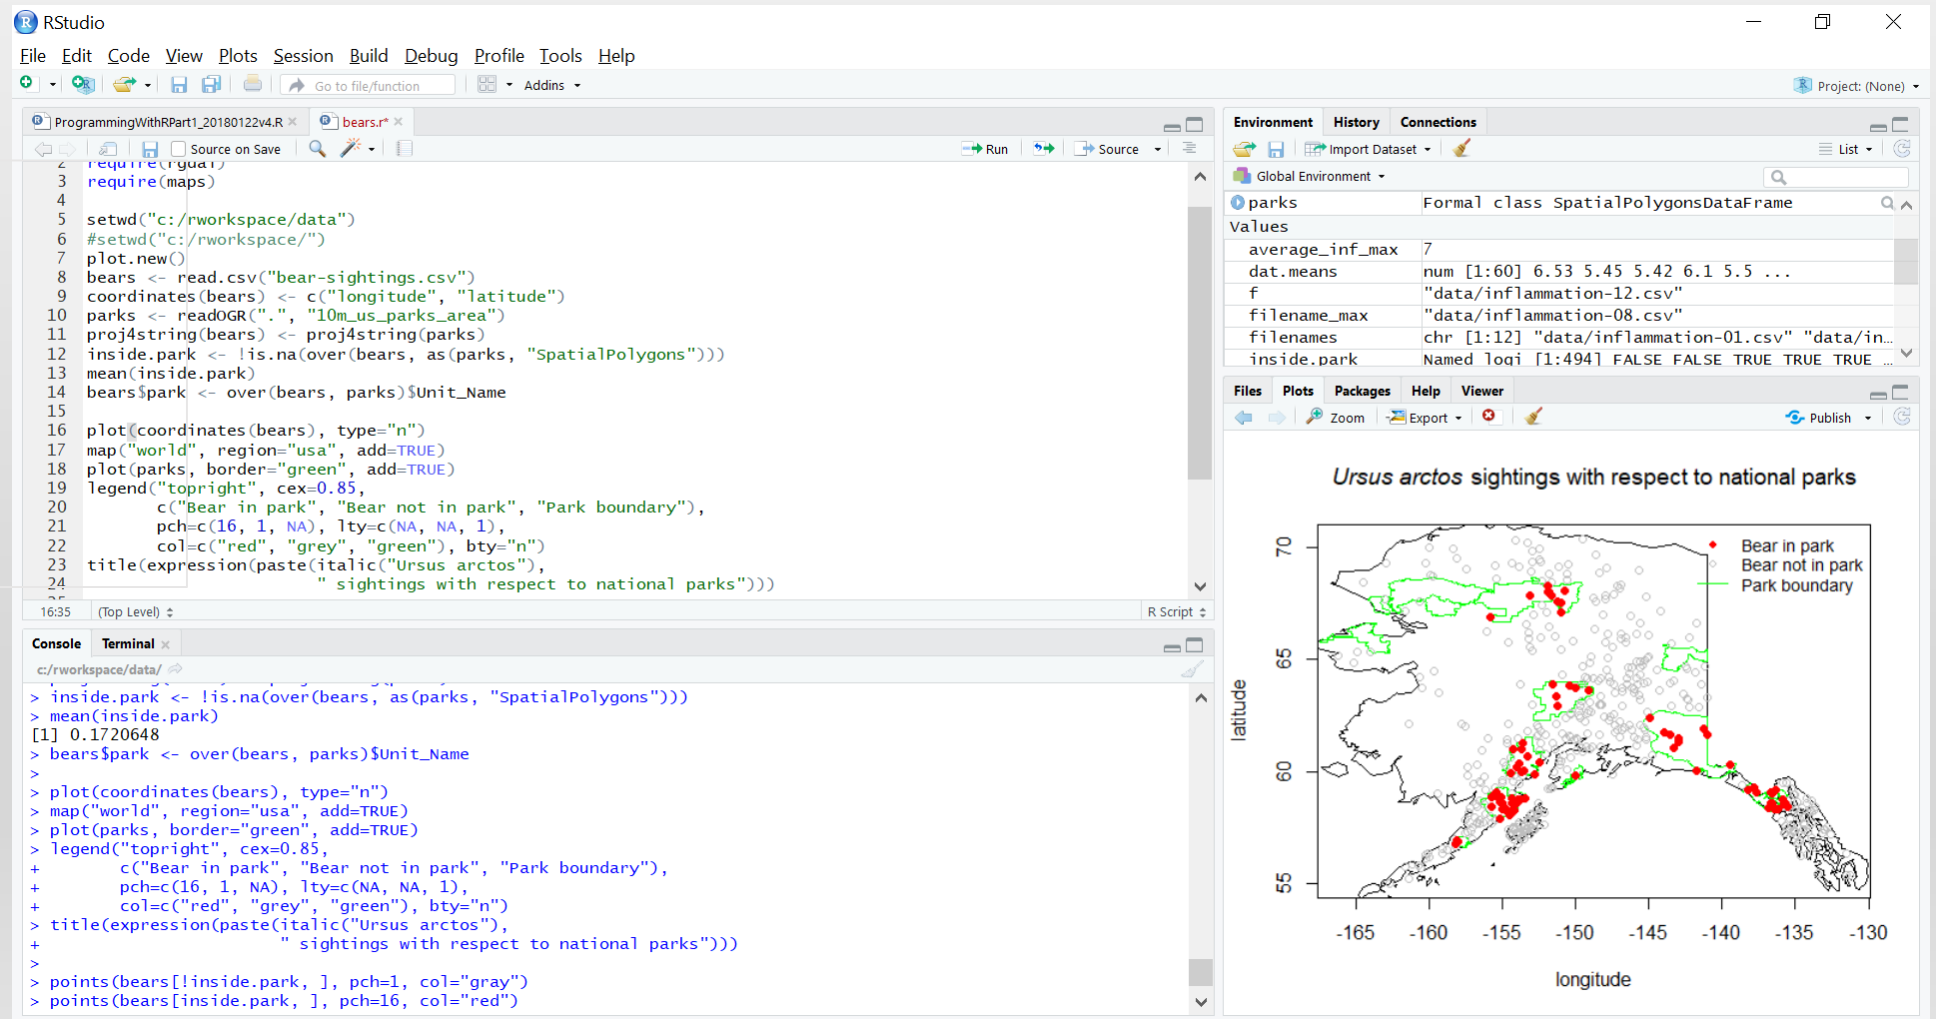 RStudio
File Edit Code View Plots Session Build Debug Profile Tools Help
Go to file/function Addins Project: (None)
ProgrammingWithRPart1_20180122v4.R bears.r*
Source on Save Run Source
2 require(rgdal)
3 require(maps)
4
5 setwd("c:/rworkspace/data")
6 #setwd("c:/rworkspace/")
7 plot.new()
8 bears <- read.csv("bear-sightings.csv")
9 coordinates(bears) <- c("longitude", "latitude")
10 parks <- readOGR(".", "10m_us_parks_area")
11 proj4string(bears) <- proj4string(parks)
12 inside.park <- !is.na(over(bears, as(parks, "SpatialPolygons")))
13 mean(inside.park)
14 bears$park <- over(bears, parks)$Unit_Name
15
16 plot(coordinates(bears), type="n")
17 map("world", region="usa", add=TRUE)
18 plot(parks, border="green", add=TRUE)
19 legend("topright", cex=0.85,
20 c("Bear in park", "Bear not in park", "Park boundary"),
21 pch=c(16, 1, NA), lty=c(NA, NA, 1),
22 col=c("red", "grey", "green"), bty="n")
23 title(expression(paste(italic("Ursus arctos"),
24 " sightings with respect to national parks")))
16:35 (Top Level) R Script
Console Terminal
c:/rworkspace/data/
> inside.park <- !is.na(over(bears, as(parks, "SpatialPolygons")))
> mean(inside.park)
[1] 0.1720648
> bears$park <- over(bears, parks)$Unit_Name
>
> plot(coordinates(bears), type="n")
> map("world", region="usa", add=TRUE)
> plot(parks, border="green", add=TRUE)
> legend("topright", cex=0.85,
+ c("Bear in park", "Bear not in park", "Park boundary"),
+ pch=c(16, 1, NA), lty=c(NA, NA, 1),
+ col=c("red", "grey", "green"), bty="n")
> title(expression(paste(italic("Ursus arctos"),
+ " sightings with respect to national parks")))
>
> points(bears[!inside.park, ], pch=1, col="gray")
> points(bears[inside.park, ], pch=16, col="red")
Environment History Connections
Import Dataset List
Global Environment
parks Formal class SpatialPolygonsDataFrame
Values
average_inf_max 7
dat.means num [1:60] 6.53 5.45 5.42 6.1 5.5 ...
f "data/inflammation-12.csv"
filename_max "data/inflammation-08.csv"
filenames chr [1:12] "data/inflammation-01.csv" "data/in...
inside.park Named logi [1:494] FALSE FALSE TRUE TRUE TRUE ...
Files Plots Packages Help Viewer
Zoom Export Publish
Ursus arctos sightings with respect to national parks
Bear in park
Bear not in park
Park boundary
70
65
60
55
latitude
-165 -160 -155 -150 -145 -140 -135 -130
longitude